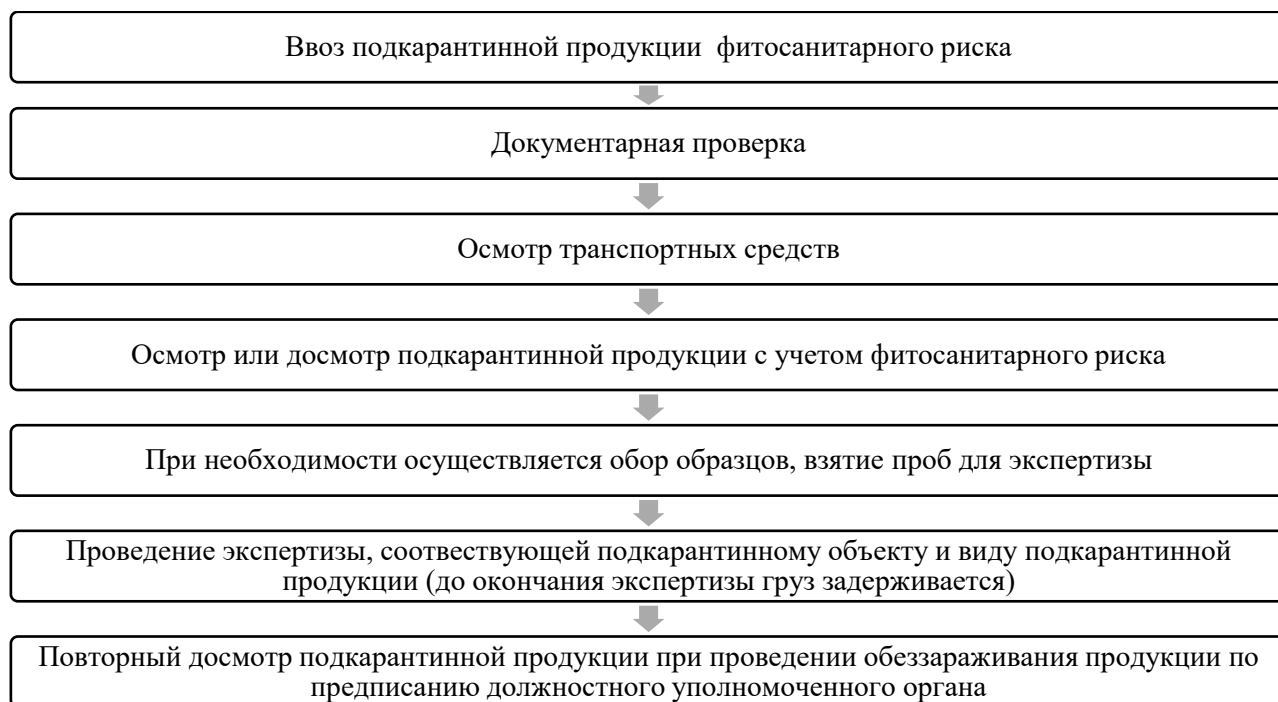 Ввоз подкарантинной продукции  фитосанитарного риска
Документарная проверка
Осмотр транспортных средств
Осмотр или досмотр подкарантинной продукции с учетом фитосанитарного риска
При необходимости осуществляется обор образцов, взятие проб для экспертизы
Проведение экспертизы, соотвествующей подкарантинному объекту и виду подкарантинной
продукции (до окончания экспертизы груз задерживается)
Повторный досмотр подкарантинной продукции при проведении обеззараживания продукции по
предписанию должностного уполномоченного органа